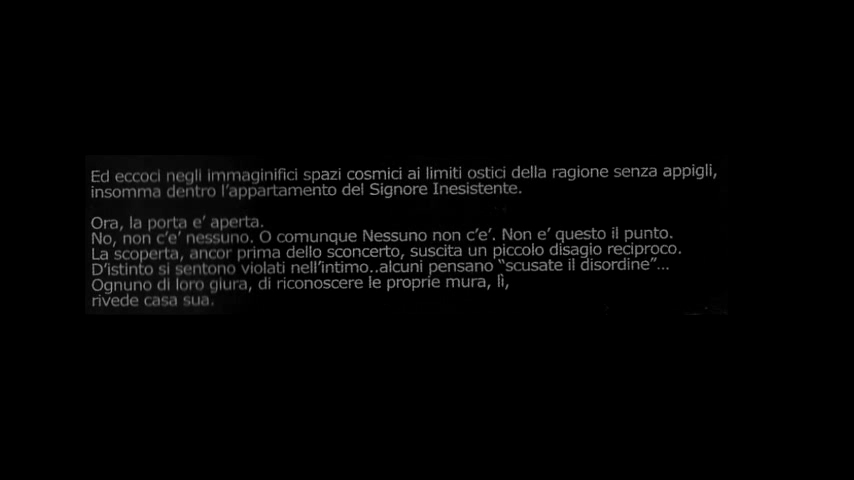 Ed eccoci negli immaginifici spazi cosmici ai limiti ostici della ragione senza appigli,
insomma dentro l'appartamento del Signore Inesistente.
Ora, la porta e' aperta.
No, non c'e' nessuno. O comunque Nessuno non c'e'. Non e' questo il punto.
La scoperta, ancor prima dello sconcerto, suscita un piccolo disagio reciproco.
D'istinto si sentono violati nell'intimo..alcuni pensano “scusate il disordine”...
Ognuno di loro giura, di riconoscere le proprie mura, lì,
rivede casa sua.